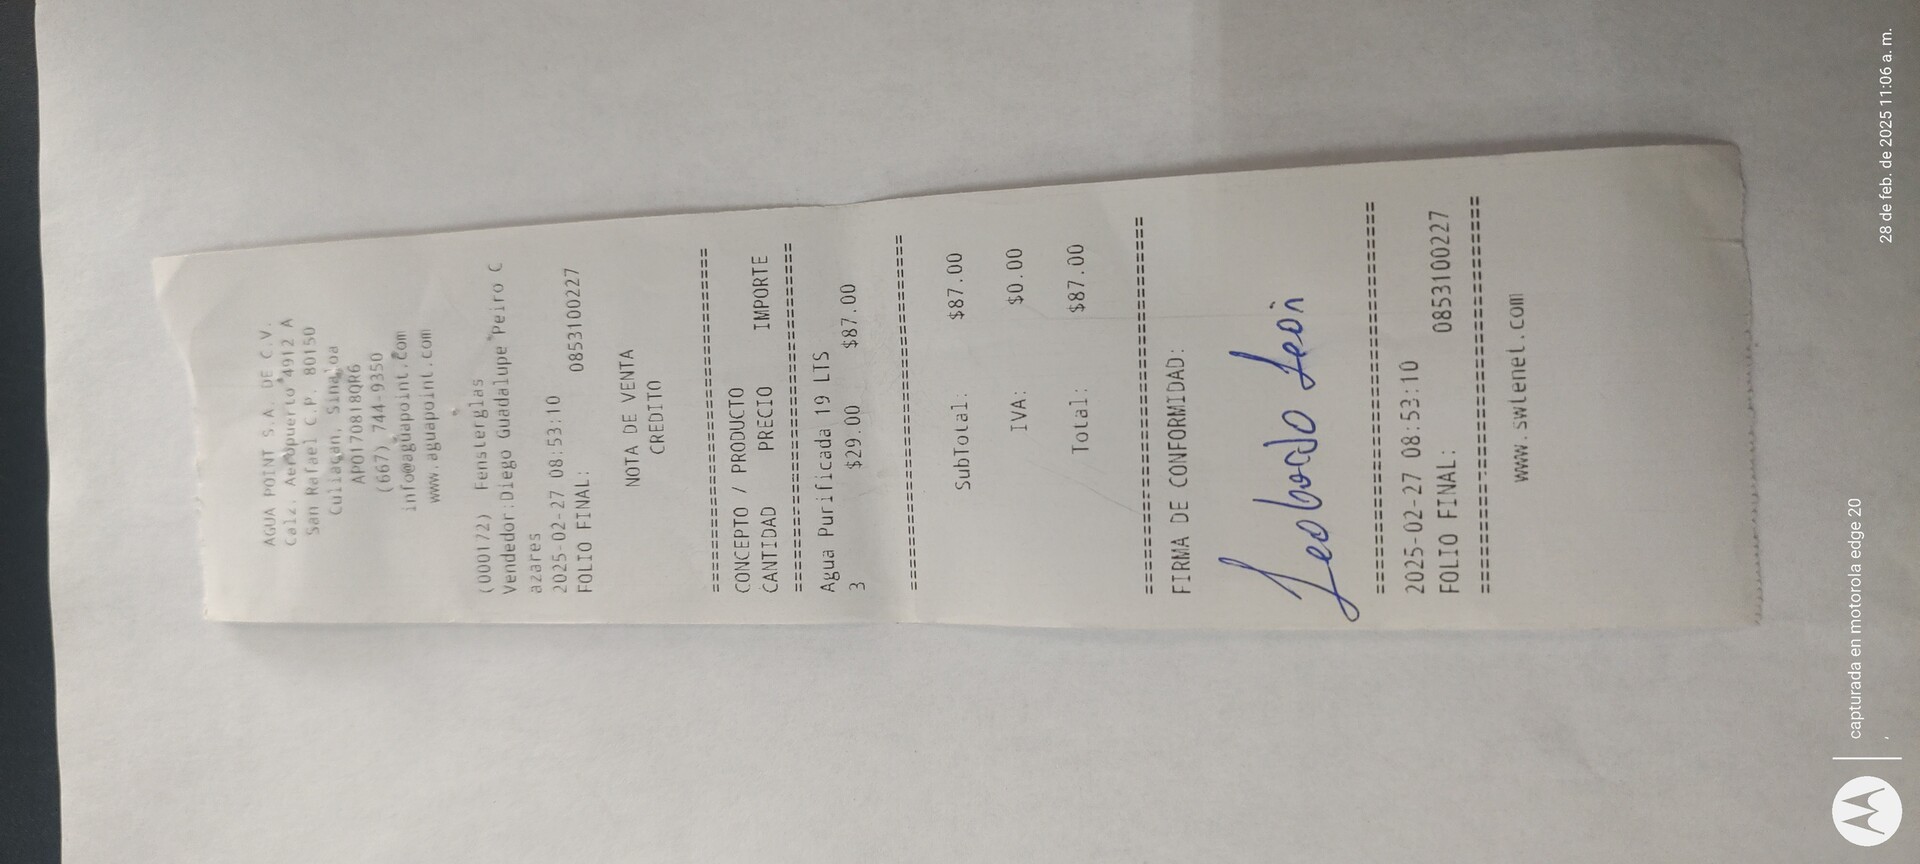 AGUA POINT S.A. DE C.V.
Calz. Aeropuerto 4912 A
San Rafael C.P. 80150
Culiacan, Sinaloa
APO170818QR6
(667) 744-9350
info@aguapoint.com
www.aguapoint.com
(000172) Fensterglas
Vendedor:Diego Guadalupe Peiro C
azares
2025-02-27 08:53:10
FOLIO FINAL: 0853100227
NOTA DE VENTA
CREDITO
================================
CONCEPTO / PRODUCTO
CANTIDAD PRECIO IMPORTE
================================
Agua Purificada 19 LTS
3 $29.00 $87.00
================================
SubTotal: $87.00
IVA: $0.00
Total: $87.00
================================
FIRMA DE CONFORMIDAD:
León
================================
2025-02-27 08:53:10
FOLIO FINAL: 0853100227
================================
www.swlenet.com
capturada en motorola edge 20
,
28 de feb. de 2025 11:06 a. m.